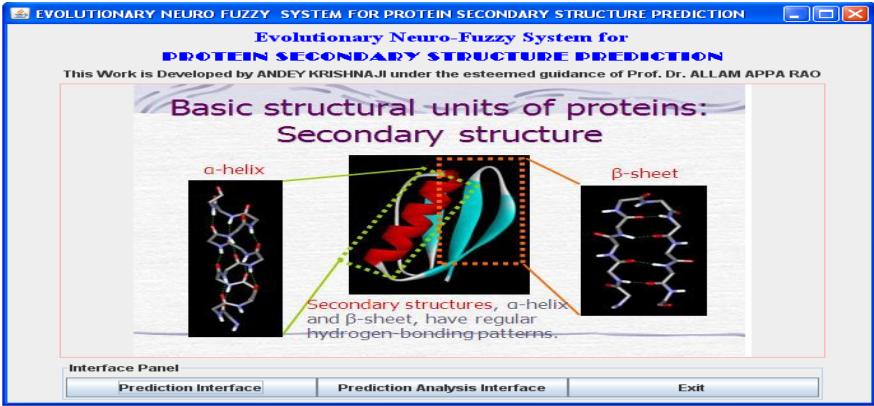 EVOLUTIONARY NEURO FUZZY SYSTEM FOR PROTEIN SECONDARY STRUCTURE PREDICTION
Evolutionary Neuro-Fuzzy System for
PROTEIN SECONDARY STRUCTURE PREDICTION
This Work is Developed by ANDEY KRISHNAJI under the esteemed guidance of Prof. Dr. ALLAM APPA RAO
Basic structural units of proteins:
Secondary structure
α-helix
β-sheet
Secondary structures, α-helix
and β-sheet, have regular
hydrogen-bonding patterns.
Interface Panel
Prediction Interface
Prediction Analysis Interface
Exit